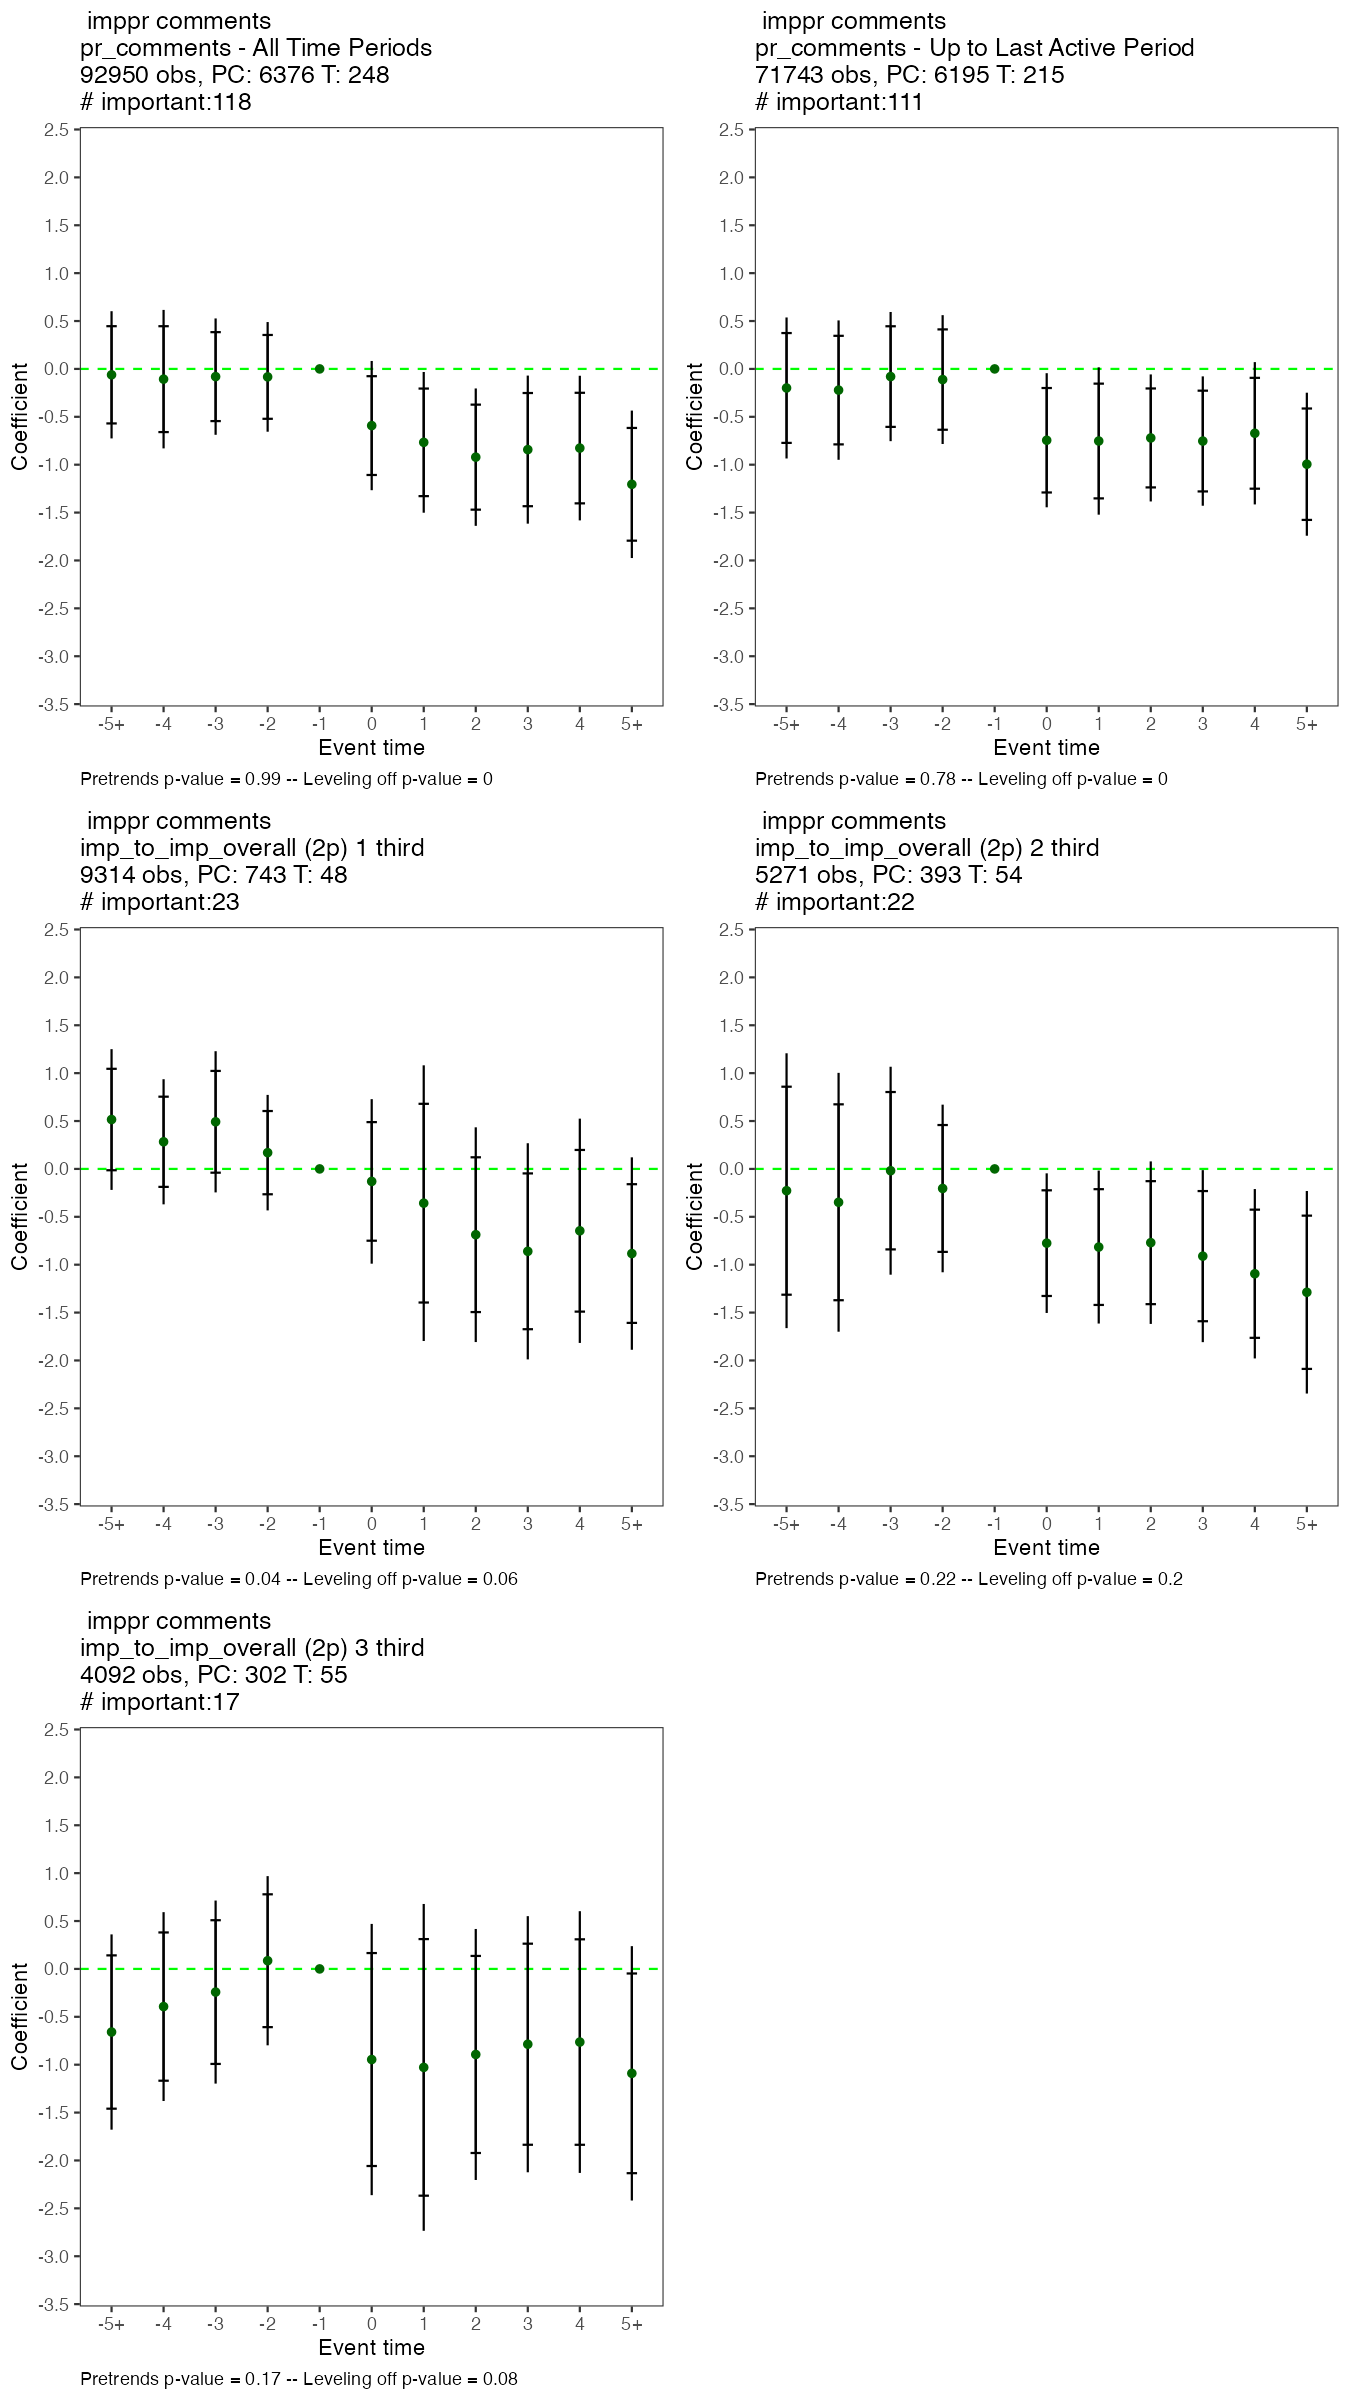 imppr comments
pr_comments - All Time Periods
92950 obs, PC: 6376 T: 248
# important:118
2.5
2.0
1.5
1.0
0.5
0.0
-0.5
-1.0
-1.5
-2.0
-2.5
-3.0
-3.5
Coefficient
-5+ -4 -3 -2 -1 0 1 2 3 4 5+
Event time
Pretrends p-value = 0.99 -- Leveling off p-value = 0
imppr comments
pr_comments - Up to Last Active Period
71743 obs, PC: 6195 T: 215
# important:111
2.5
2.0
1.5
1.0
0.5
0.0
-0.5
-1.0
-1.5
-2.0
-2.5
-3.0
-3.5
Coefficient
-5+ -4 -3 -2 -1 0 1 2 3 4 5+
Event time
Pretrends p-value = 0.78 -- Leveling off p-value = 0
imppr comments
imp_to_imp_overall (2p) 1 third
9314 obs, PC: 743 T: 48
# important:23
2.5
2.0
1.5
1.0
0.5
0.0
-0.5
-1.0
-1.5
-2.0
-2.5
-3.0
-3.5
Coefficient
-5+ -4 -3 -2 -1 0 1 2 3 4 5+
Event time
Pretrends p-value = 0.04 -- Leveling off p-value = 0.06
imppr comments
imp_to_imp_overall (2p) 2 third
5271 obs, PC: 393 T: 54
# important:22
2.5
2.0
1.5
1.0
0.5
0.0
-0.5
-1.0
-1.5
-2.0
-2.5
-3.0
-3.5
Coefficient
-5+ -4 -3 -2 -1 0 1 2 3 4 5+
Event time
Pretrends p-value = 0.22 -- Leveling off p-value = 0.2
imppr comments
imp_to_imp_overall (2p) 3 third
4092 obs, PC: 302 T: 55
# important:17
2.5
2.0
1.5
1.0
0.5
0.0
-0.5
-1.0
-1.5
-2.0
-2.5
-3.0
-3.5
Coefficient
-5+ -4 -3 -2 -1 0 1 2 3 4 5+
Event time
Pretrends p-value = 0.17 -- Leveling off p-value = 0.08